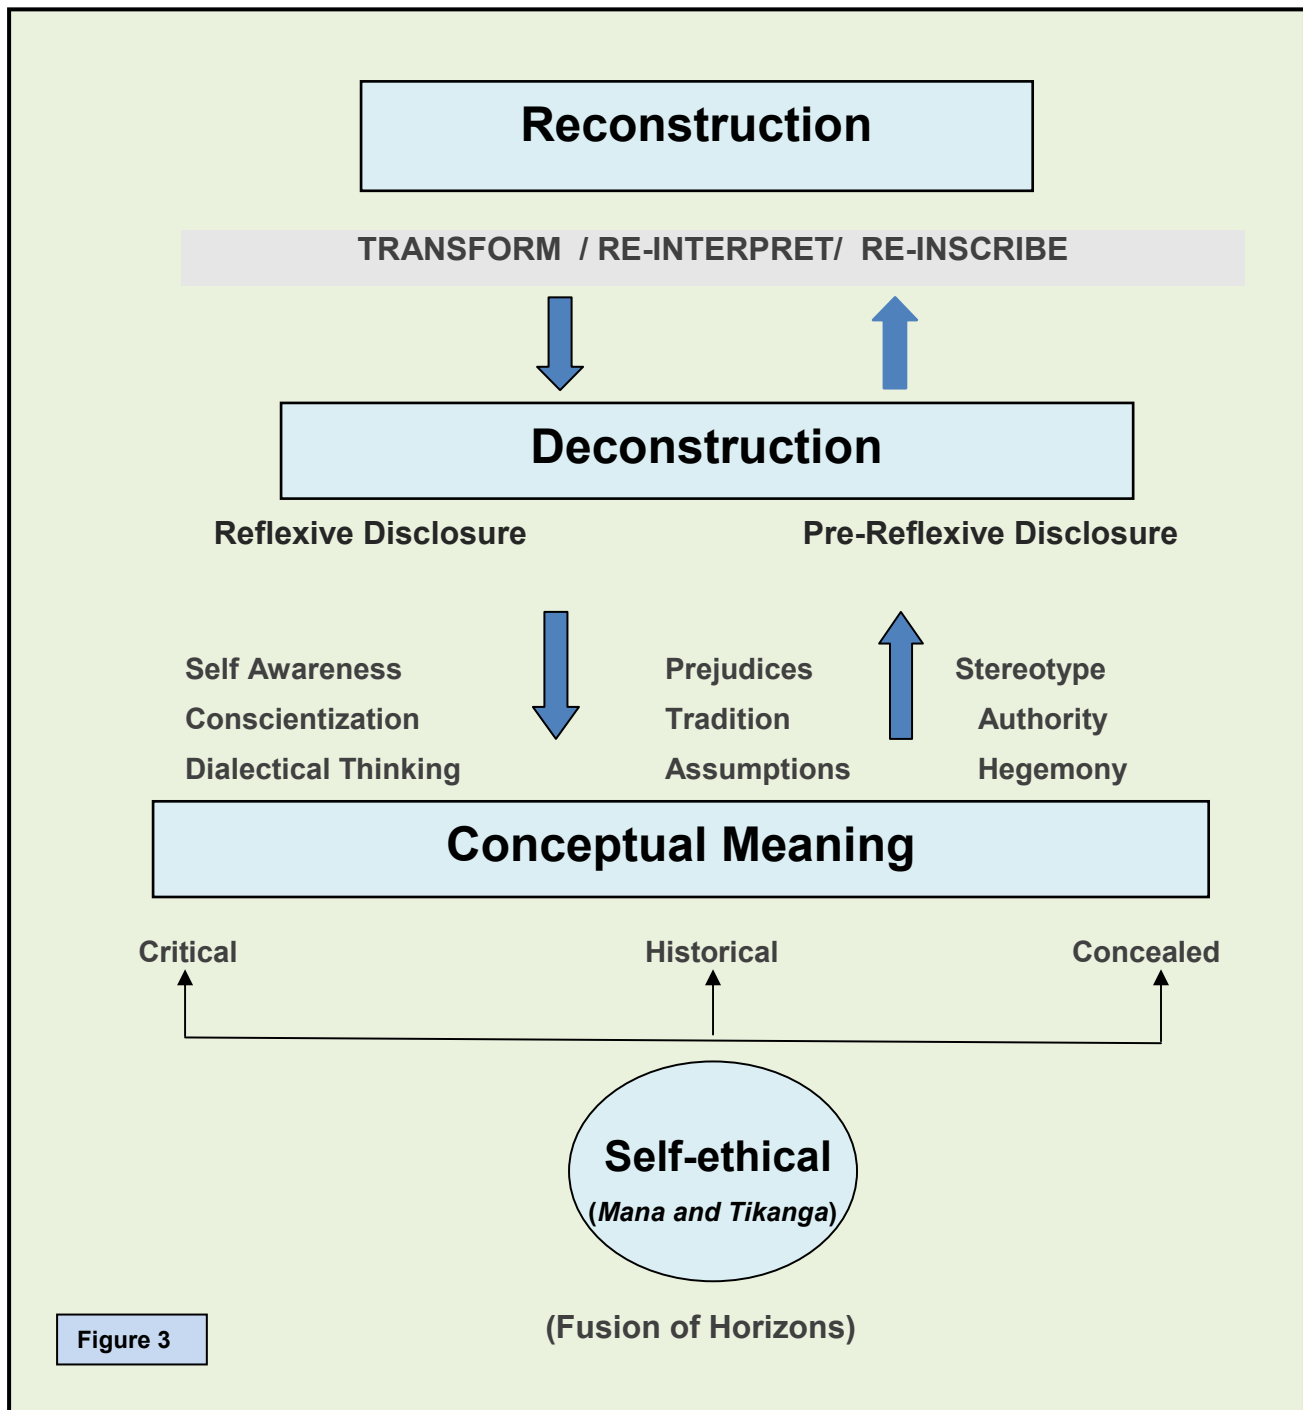 Reconstruction
TRANSFORM / RE-INTERPRET/ RE-INSCRIBE
Deconstruction
Reflexive Disclosure Pre-Reflexive Disclosure
Self Awareness Prejudices Stereotype
Conscientization Tradition Authority
Dialectical Thinking Assumptions Hegemony
Conceptual Meaning
Critical Historical Concealed
Self-ethical
(Mana and Tikanga)
(Fusion of Horizons)
Figure 3